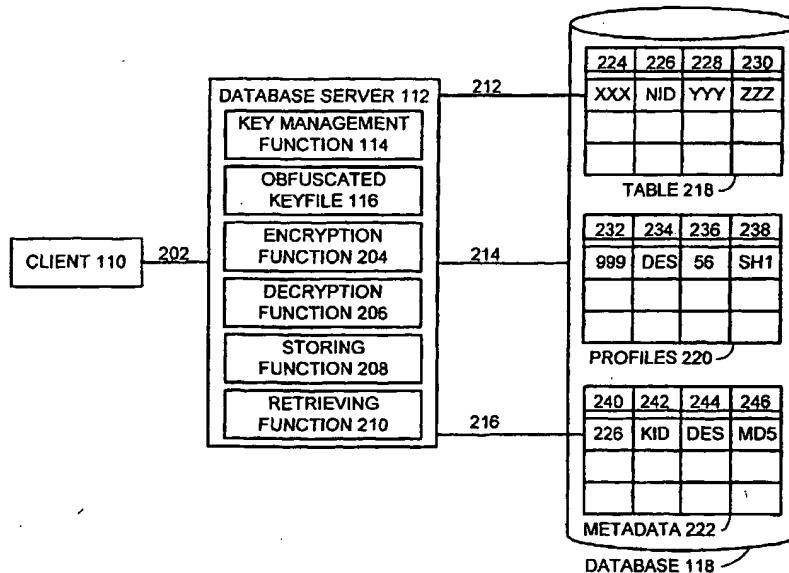 CLIENT 110
202
DATABASE SERVER 112
KEY MANAGEMENT
FUNCTION 114
OBFUSCATED
KEYFILE 116
ENCRYPTION
FUNCTION 204
DECRYPTION
FUNCTION 206
STORING
FUNCTION 208
RETRIEVING
FUNCTION 210
212
214
216
224 226 228 230
XXX NID YYY ZZZ
TABLE 218
232 234 236 238
999 DES 56 SH1
PROFILES 220
240 242 244 246
226 KID DES MD5
METADATA 222
DATABASE 118